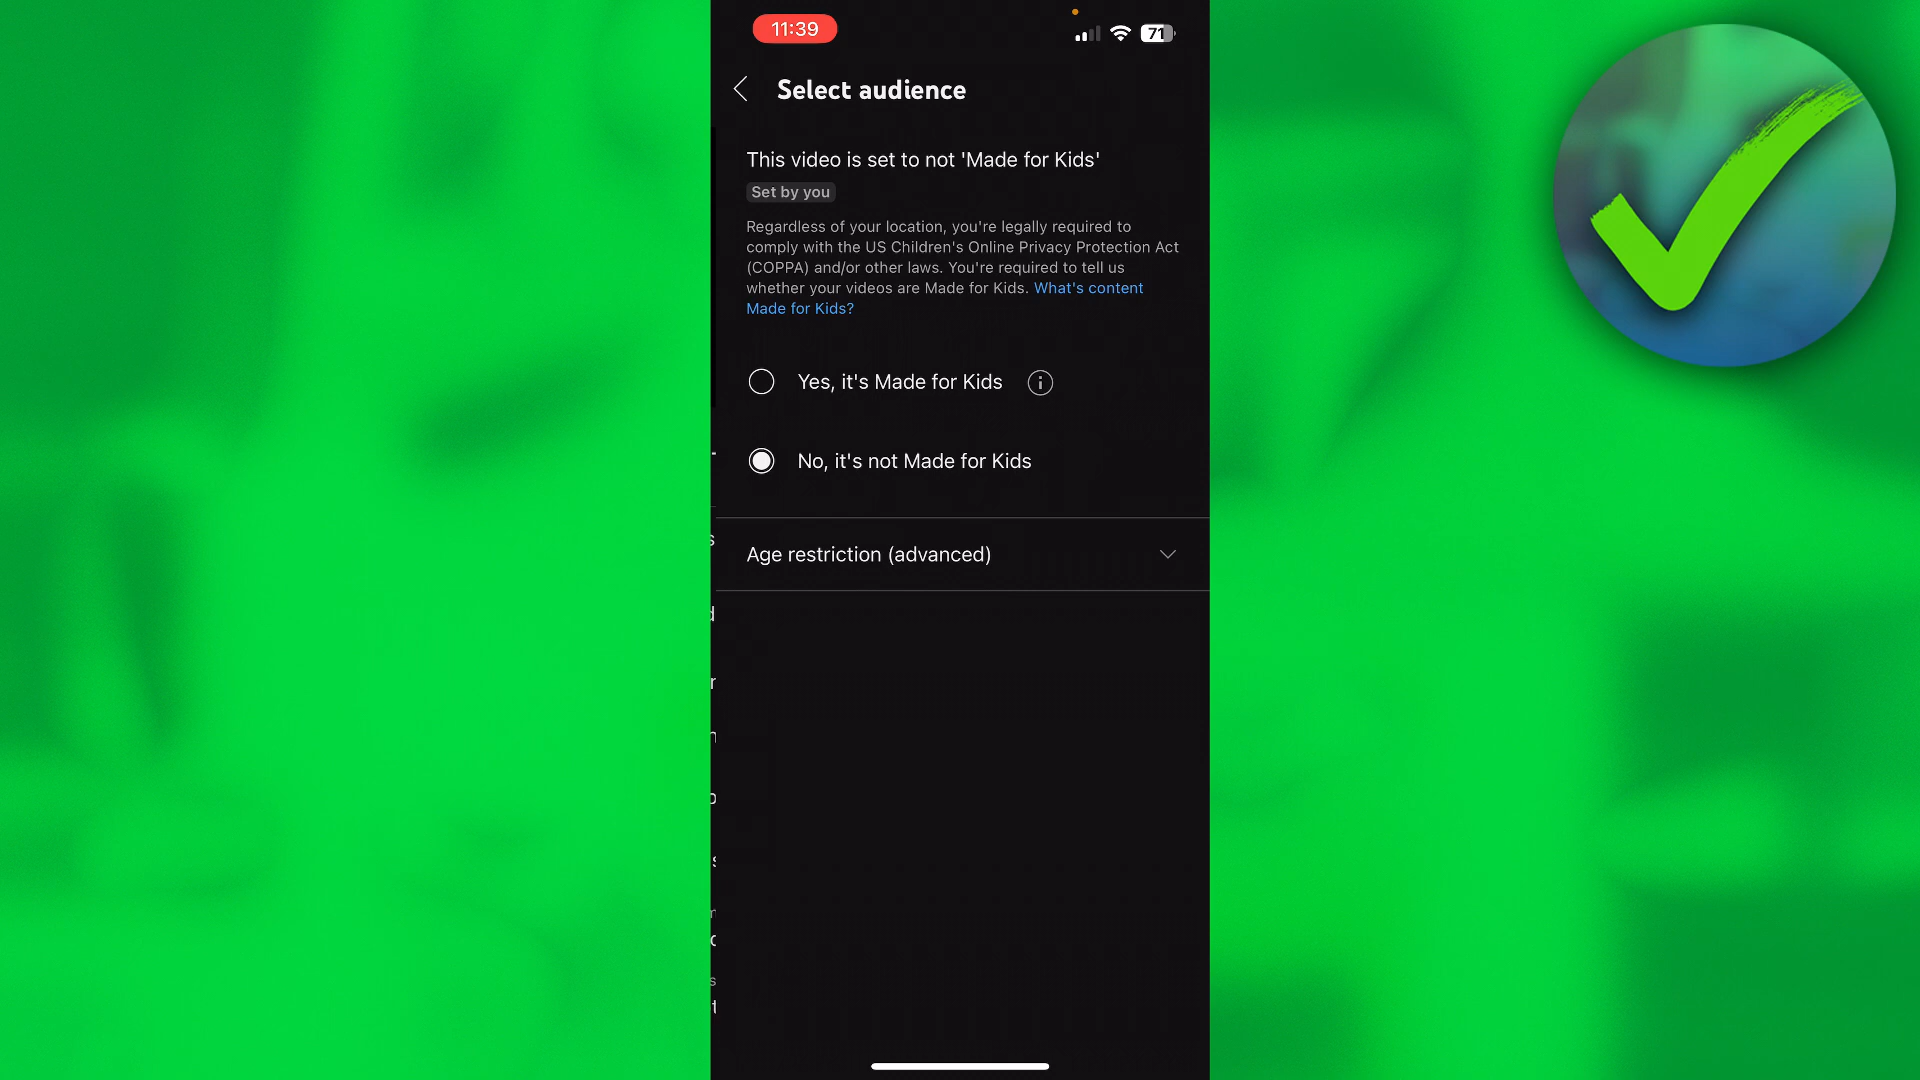 11:39
71
Select audience
This video is set to not 'Made for Kids'
Set by you
Regardless of your location, you're legally required to
comply with the US Children's Online Privacy Protection Act
(COPPA) and/or other laws. You're required to tell us
whether your videos are Made for Kids. What's content
Made for Kids?
Yes, it's Made for Kids
No, it's not Made for Kids
Age restriction (advanced)